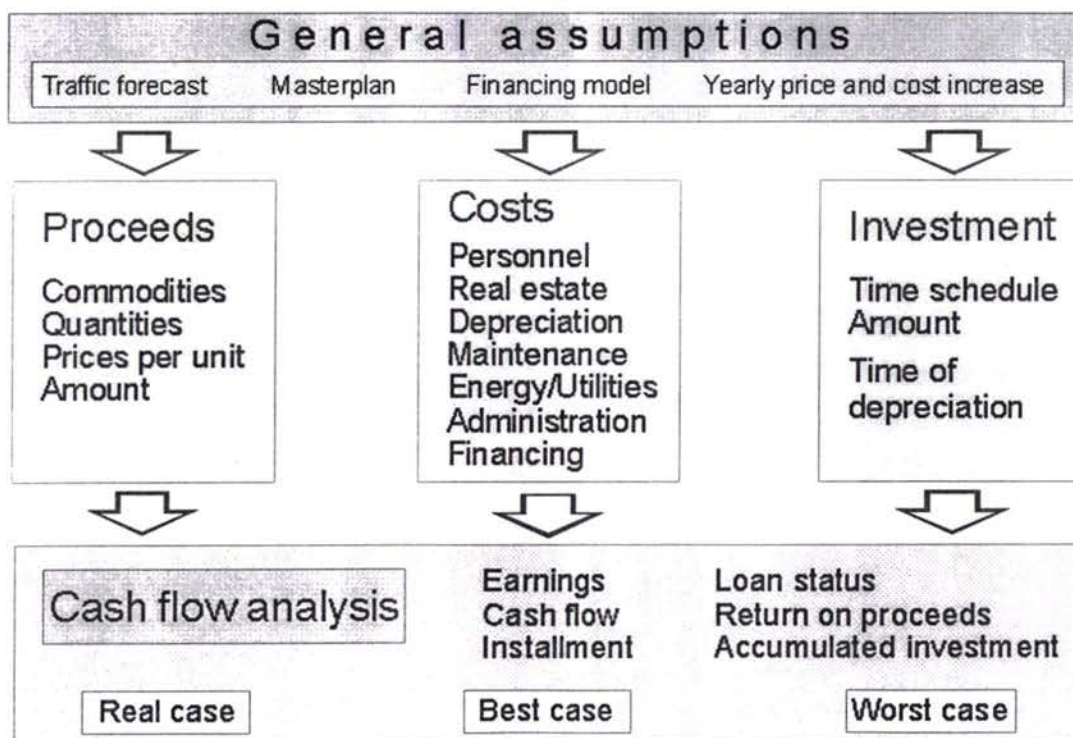 General assumptions
Traffic forecast Masterplan Financing model Yearly price and cost increase
Proceeds
Commodities
Quantities
Prices per unit
Amount
Costs
Personnel
Real estate
Depreciation
Maintenance
Energy/Utilities
Administration
Financing
Investment
Time schedule
Amount
Time of
depreciation
Cash flow analysis
Earnings
Cash flow
Installment
Loan status
Return on proceeds
Accumulated investment
Real case
Best case
Worst case